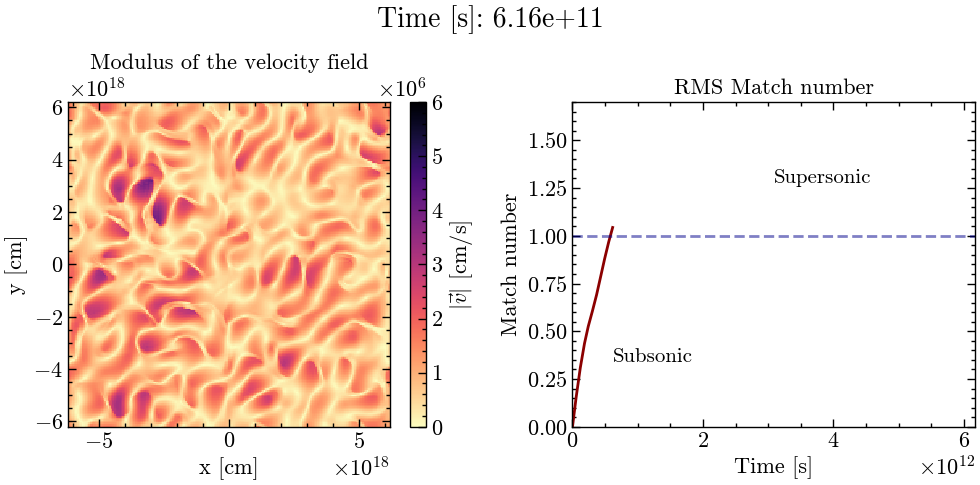 Time [s]: 6.16e+11
Modulus of the velocity field
×10^18
×10^6
6
4
2
0
−2
−4
−6
y [cm]
−5 0 5
x [cm]
×10^18
6
5
4
3
2
1
0
|v⃗| [cm/s]
RMS Match number
1.50
1.25
1.00
0.75
0.50
0.25
0.00
Match number
Supersonic
Subsonic
0 2 4 6
Time [s]
×10^12